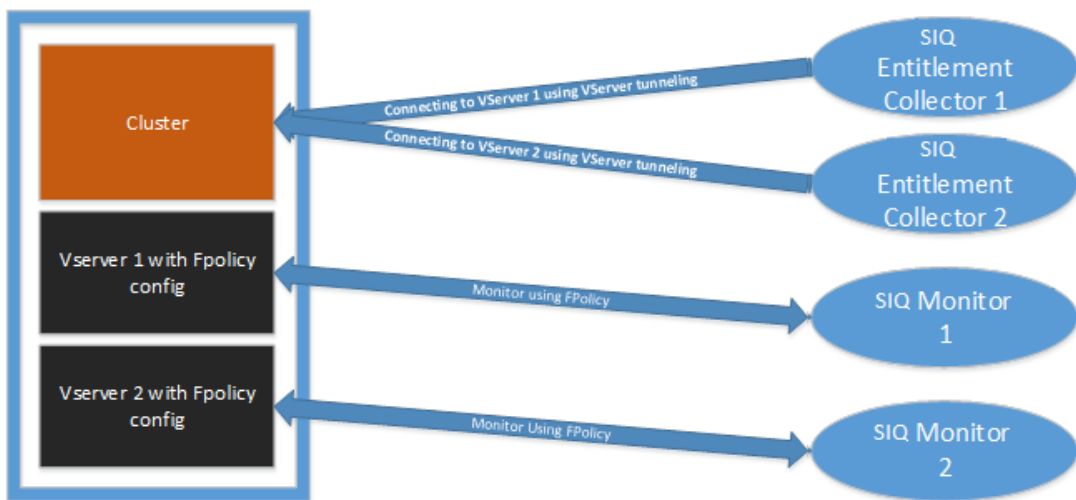 Cluster
Vserver 1 with Fpolicy
config
Vserver 2 with Fpolicy
config
Connecting to VServer 1 using VServer tunneling
Connecting to VServer 2 using VServer tunneling
Monitor using FPolicy
Monitor Using FPolicy
SIQ
Entitlement
Collector 1
SIQ
Entitlement
Collector 2
SIQ Monitor
1
SIQ Monitor
2